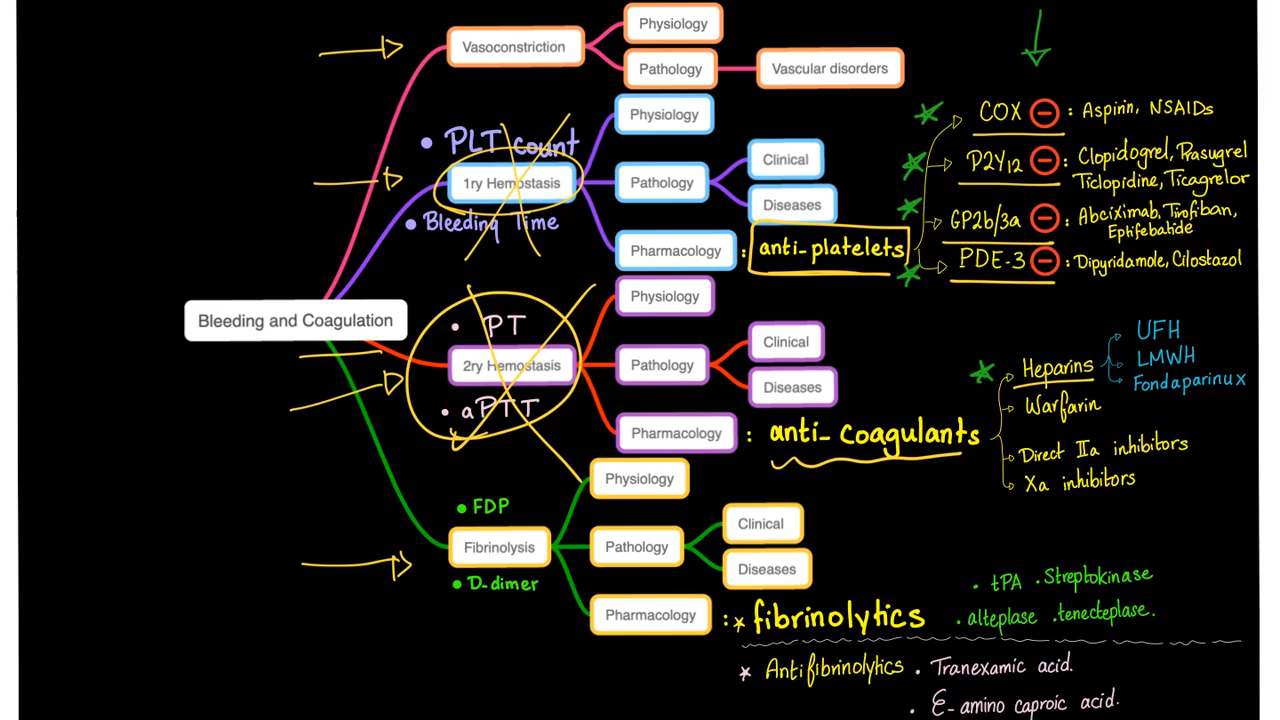 Physiology
Vasoconstriction
Pathology
Vascular disorders
• PLT count
1ry Hemostasis
• Bleeding Time
Physiology
Pathology
Clinical
Diseases
Pharmacology : anti-platelets
COX : Aspirin, NSAIDs
P2Y12 : Clopidogrel, Prasugrel
Ticlopidine, Ticagrelor
GP2b/3a : Abciximab, Tirofiban,
Eptifebatide
PDE-3 : Dipyridamole, Cilostazol
Bleeding and Coagulation
• PT
2ry Hemostasis
• aPTT
Physiology
Pathology
Clinical
Diseases
Pharmacology : anti-coagulants
Heparins
UFH
LMWH
Fondaparinux
Warfarin
Direct IIa inhibitors
Xa inhibitors
• FDP
Fibrinolysis
• D-dimer
Physiology
Pathology
Clinical
Diseases
Pharmacology : * fibrinolytics
• tPA • Streptokinase
• alteplase • tenecteplase.
* Antifibrinolytics • Tranexamic acid.
• Ɛ-amino caproic acid.